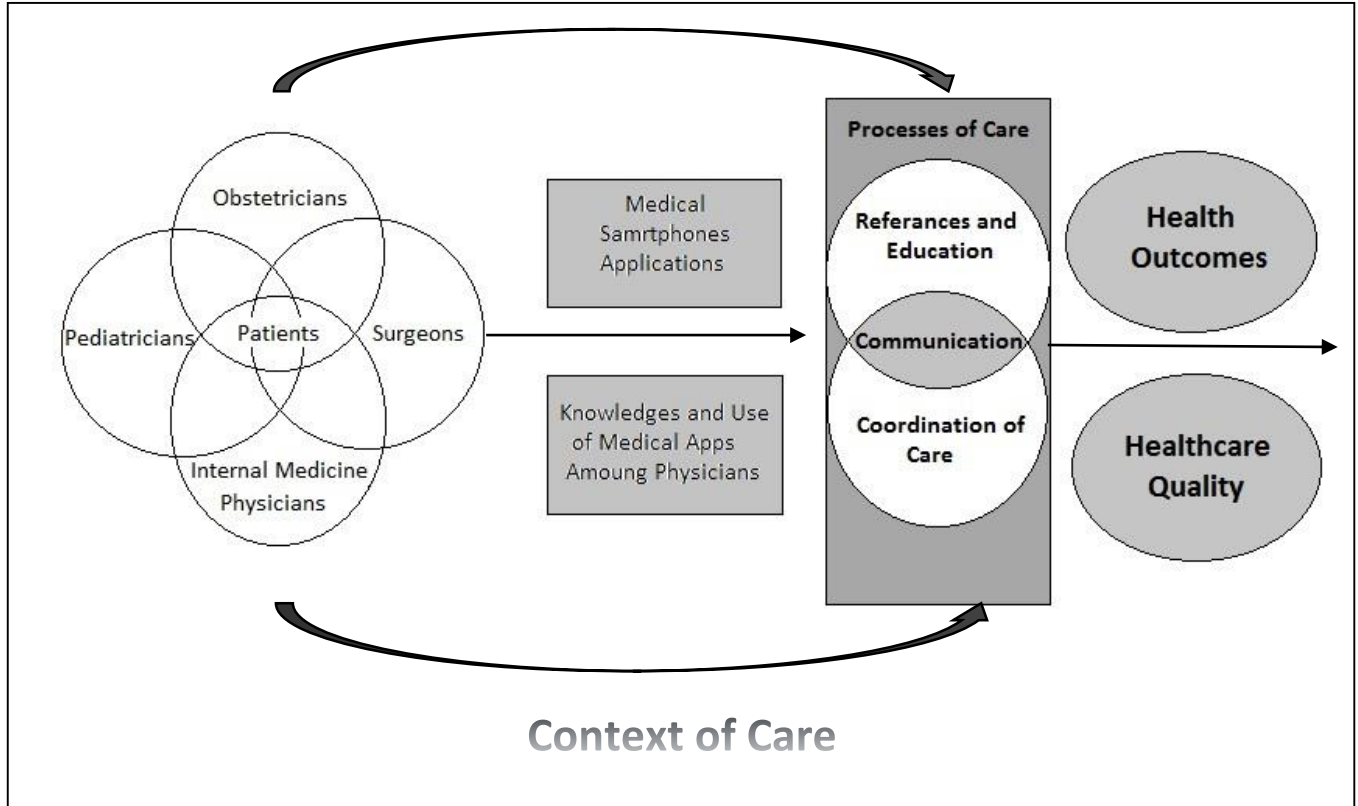 Obstetricians
Pediatricians
Patients
Surgeons
Internal Medicine
Physicians
Medical
Samrtphones
Applications
Knowledges and Use
of Medical Apps
Amoung Physicians
Processes of Care
Referances and
Education
Communication
Coordination of
Care
Health
Outcomes
Healthcare
Quality
Context of Care